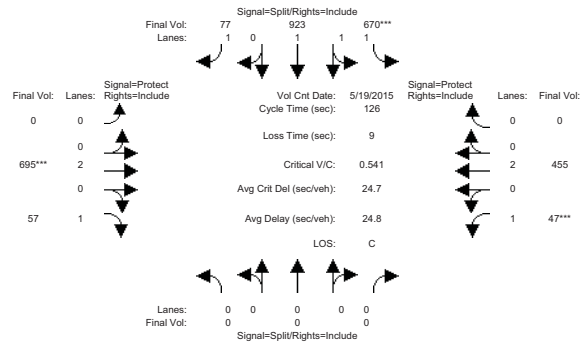 Signal=Split/Rights=Include
Final Vol: 77 923 670***
Lanes: 1 0 1 1 1
Signal=Protect
Rights=Include
Final Vol: Lanes:
Vol Cnt Date: 5/19/2015
Signal=Protect
Rights=Include
Lanes: Final Vol:
Cycle Time (sec): 126
0 0
0 0
Loss Time (sec): 9
0
0
695*** 2
Critical V/C: 0.541
2 455
0
Avg Crit Del (sec/veh): 24.7
0
57 1
Avg Delay (sec/veh): 24.8
1 47***
LOS: C
Lanes: 0 0 0 0 0
Final Vol: 0 0 0
Signal=Split/Rights=Include